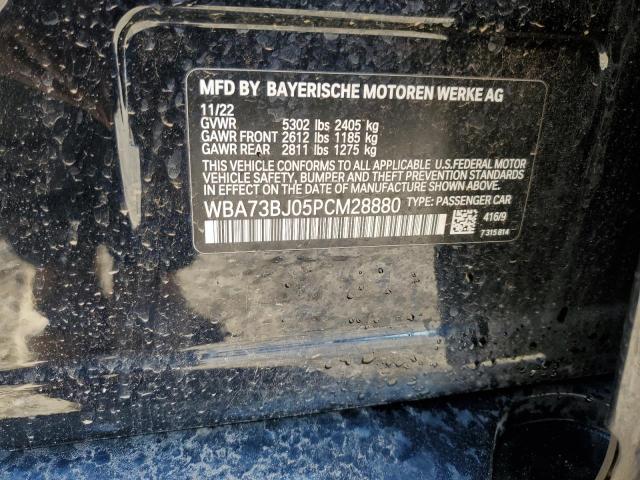 MFD BY BAYERISCHE MOTOREN WERKE AG
11/22
GVWR 5302 lbs 2405 kg
GAWR FRONT 2612 lbs 1185 kg
GAWR REAR 2811 lbs 1275 kg
THIS VEHICLE CONFORMS TO ALL APPLICABLE U.S.FEDERAL MOTOR
VEHICLE SAFETY, BUMPER AND THEFT PREVENTION STANDARDS
IN EFFECT ON THE DATE OF MANUFACTURE SHOWN ABOVE.
WBA73BJ05PCM28880 TYPE: PASSENGER CAR
416/9
7315814